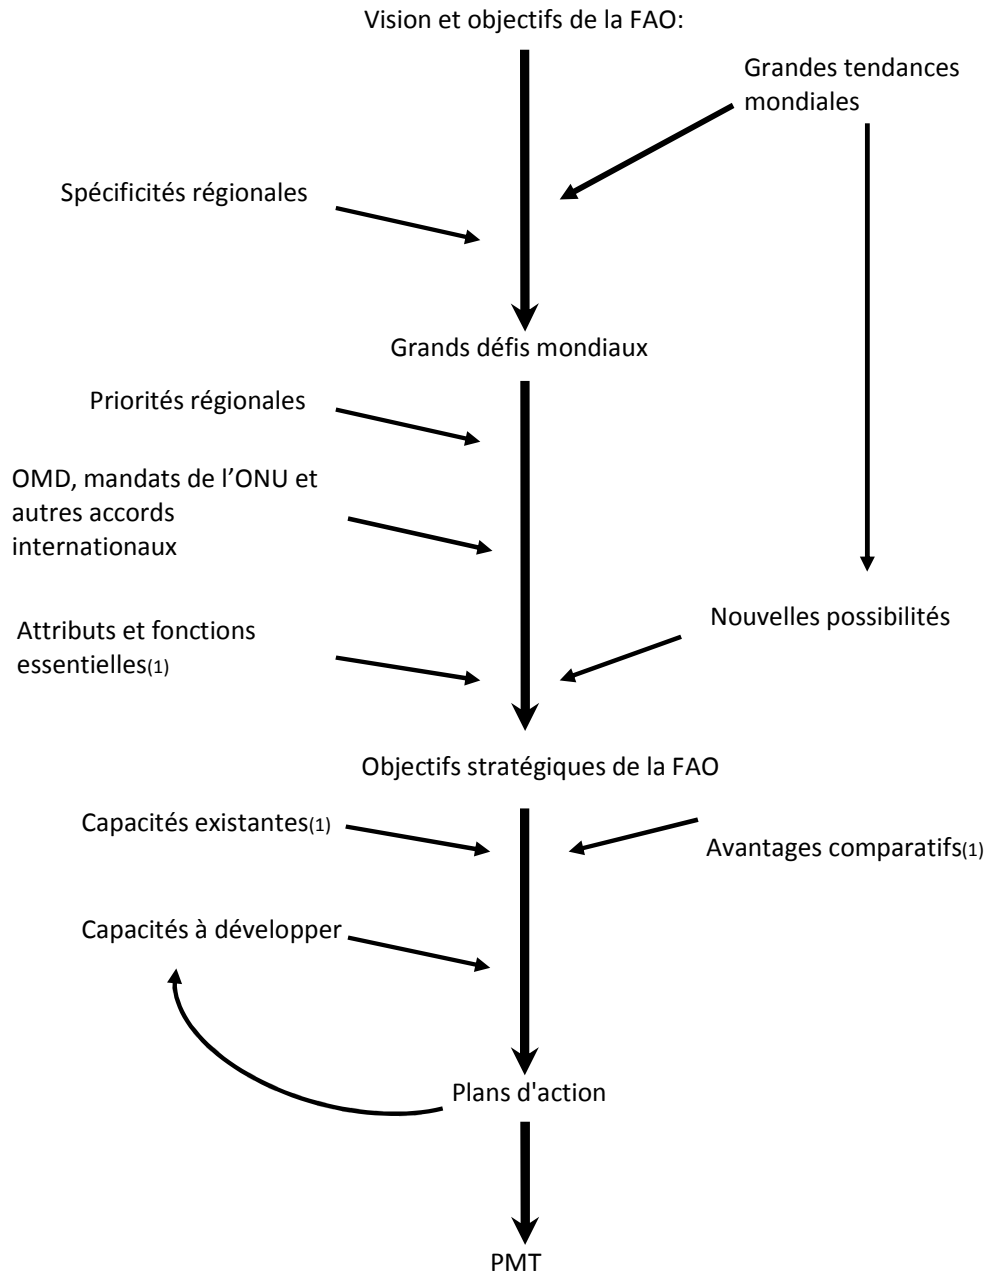 Vision et objectifs de la FAO:
Grandes tendances
mondiales
Spécificités régionales
Grands défis mondiaux
Priorités régionales
OMD, mandats de l’ONU et
autres accords
internationaux
Nouvelles possibilités
Attributs et fonctions
essentielles(1)
Objectifs stratégiques de la FAO
Capacités existantes(1)
Avantages comparatifs(1)
Capacités à développer
Plans d'action
PMT